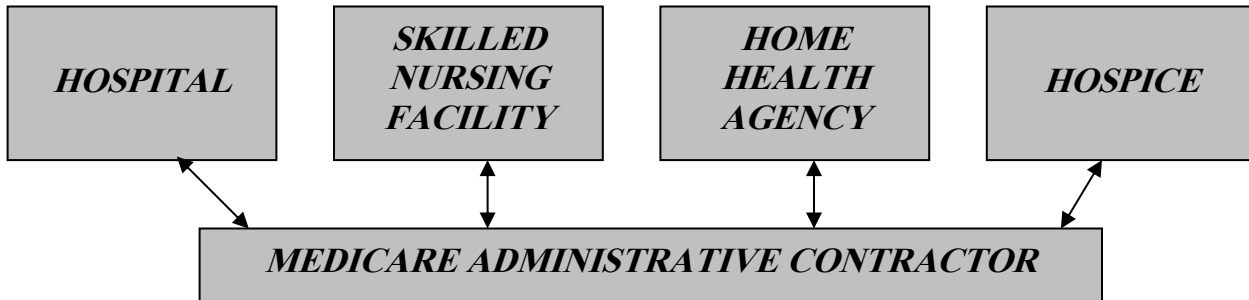 HOSPITAL
SKILLED
NURSING
FACILITY
HOME
HEALTH
AGENCY
HOSPICE
MEDICARE ADMINISTRATIVE CONTRACTOR